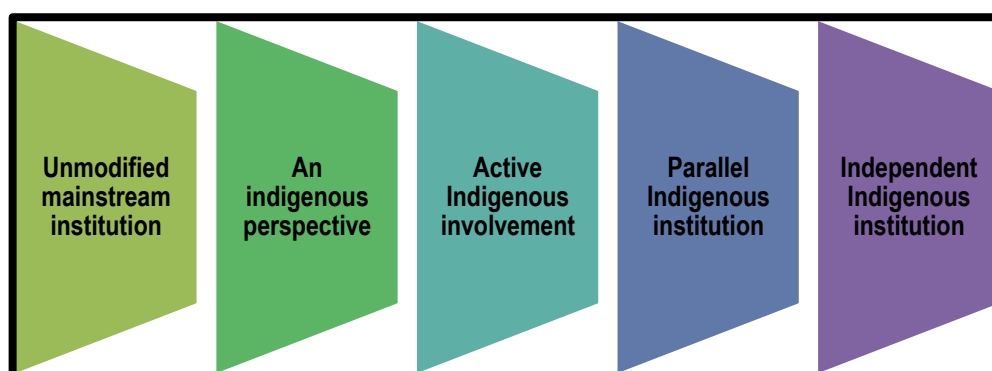 Unmodified
mainstream
institution
An
indigenous
perspective
Active
Indigenous
involvement
Parallel
Indigenous
institution
Independent
Indigenous
institution